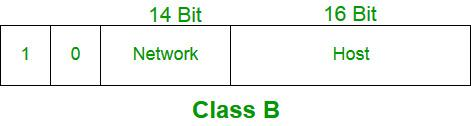 14 Bit 16 Bit
1 0 Network Host
Class B